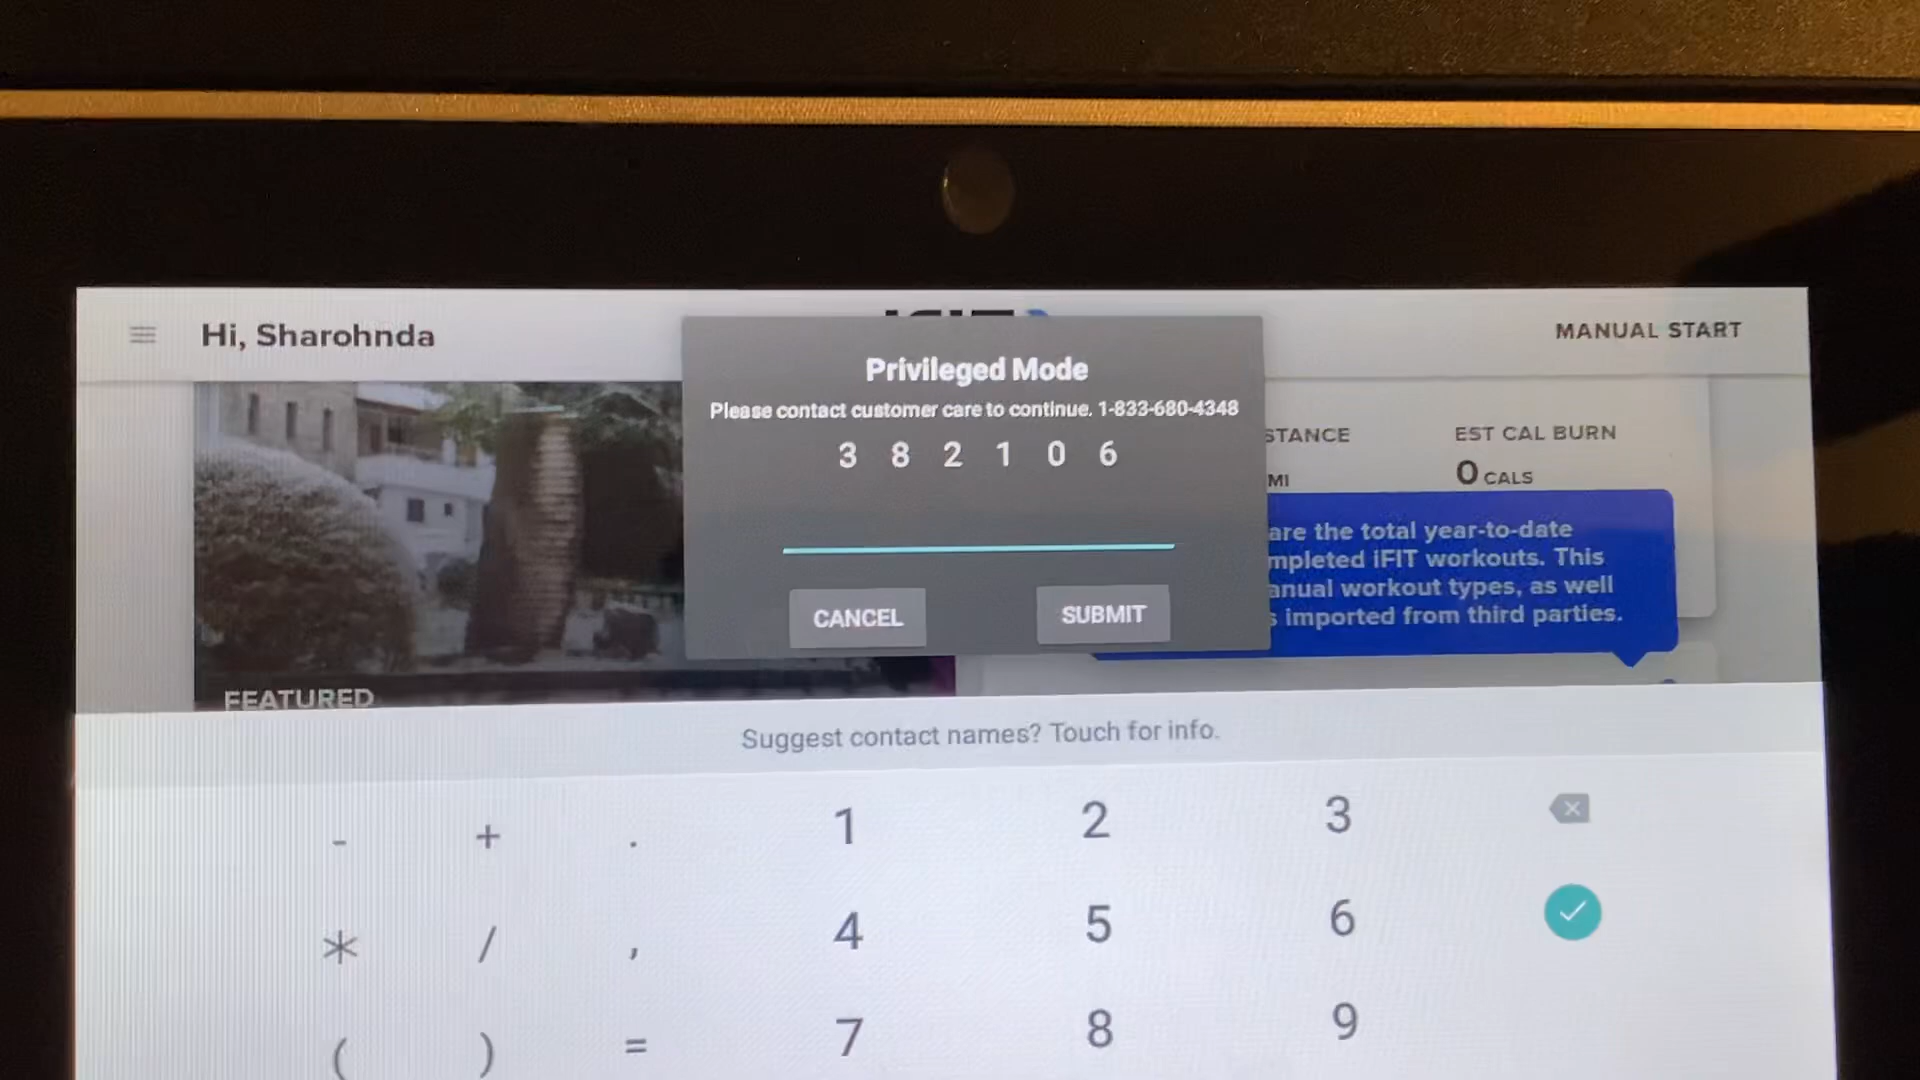 Hi, Sharohnda
MANUAL START
Privileged Mode
Please contact customer care to continue. 1-833-680-4348
3 8 2 1 0 6
CANCEL SUBMIT
EST CAL BURN
MI
0 CALS
are the total year-to-date
iFIT workouts. This
workout types, as well
imported from third parties.
FEATURED
Suggest contact names? Touch for info.
- + . 1 2 3
* / , 4 5 6
( ) = 7 8 9